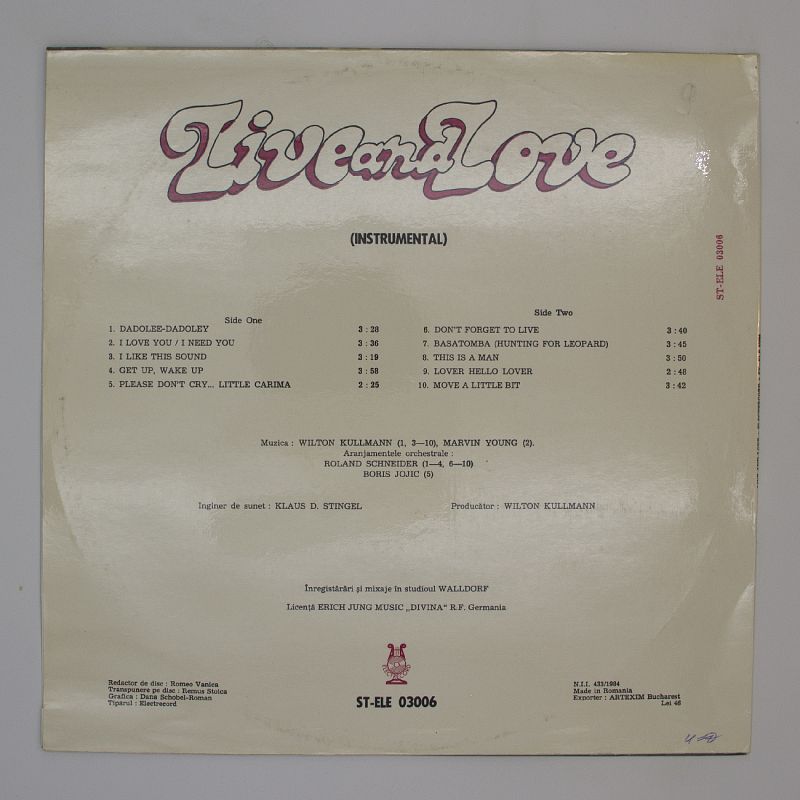 Live and Love
(INSTRUMENTAL)
ST-ELE 03006
Side One
1. DADOLEE-DADOLEY 3 : 28
2. I LOVE YOU / I NEED YOU 3 : 36
3. I LIKE THIS SOUND 3 : 19
4. GET UP, WAKE UP 3 : 58
5. PLEASE DON'T CRY... LITTLE CARIMA 2 : 25
Side Two
6. DON'T FORGET TO LIVE 3 : 40
7. BASATOMBA (HUNTING FOR LEOPARD) 3 : 45
8. THIS IS A MAN 3 : 50
9. LOVER HELLO LOVER 2 : 48
10. MOVE A LITTLE BIT 3 : 42
Muzica : WILTON KULLMANN (1, 3—10), MARVIN YOUNG (2).
Aranjamentele orchestrale :
ROLAND SCHNEIDER (1—4, 6—10)
BORIS JOJIC (5)
Inginer de sunet : KLAUS D. STINGEL
Producător : WILTON KULLMANN
Înregistărări și mixaje în studioul WALLDORF
Licență ERICH JUNG MUSIC „DIVINA" R.F. Germania
Redactor de disc : Romeo Vanica
Transpunere pe disc : Remus Stoica
Grafica : Dana Schobel-Roman
Tiparul : Electrecord
ST-ELE 03006
N.I.I. 433/1984
Made in Romania
Exporter : ARTEXIM Bucharest
Lei 46